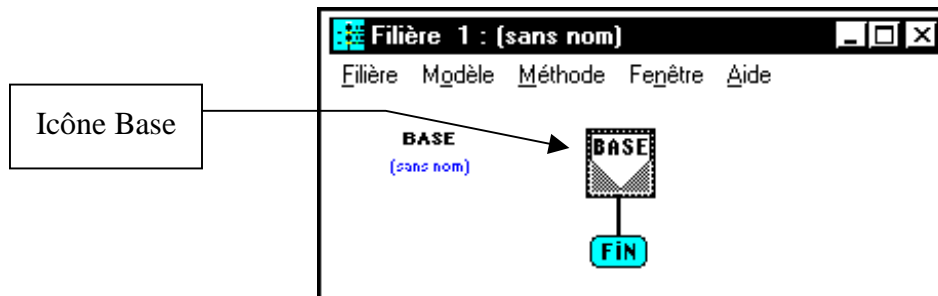 Filière 1 : (sans nom)
Filière Modèle Méthode Fenêtre Aide
Icône Base
BASE
(sans nom)
BASE
FIN